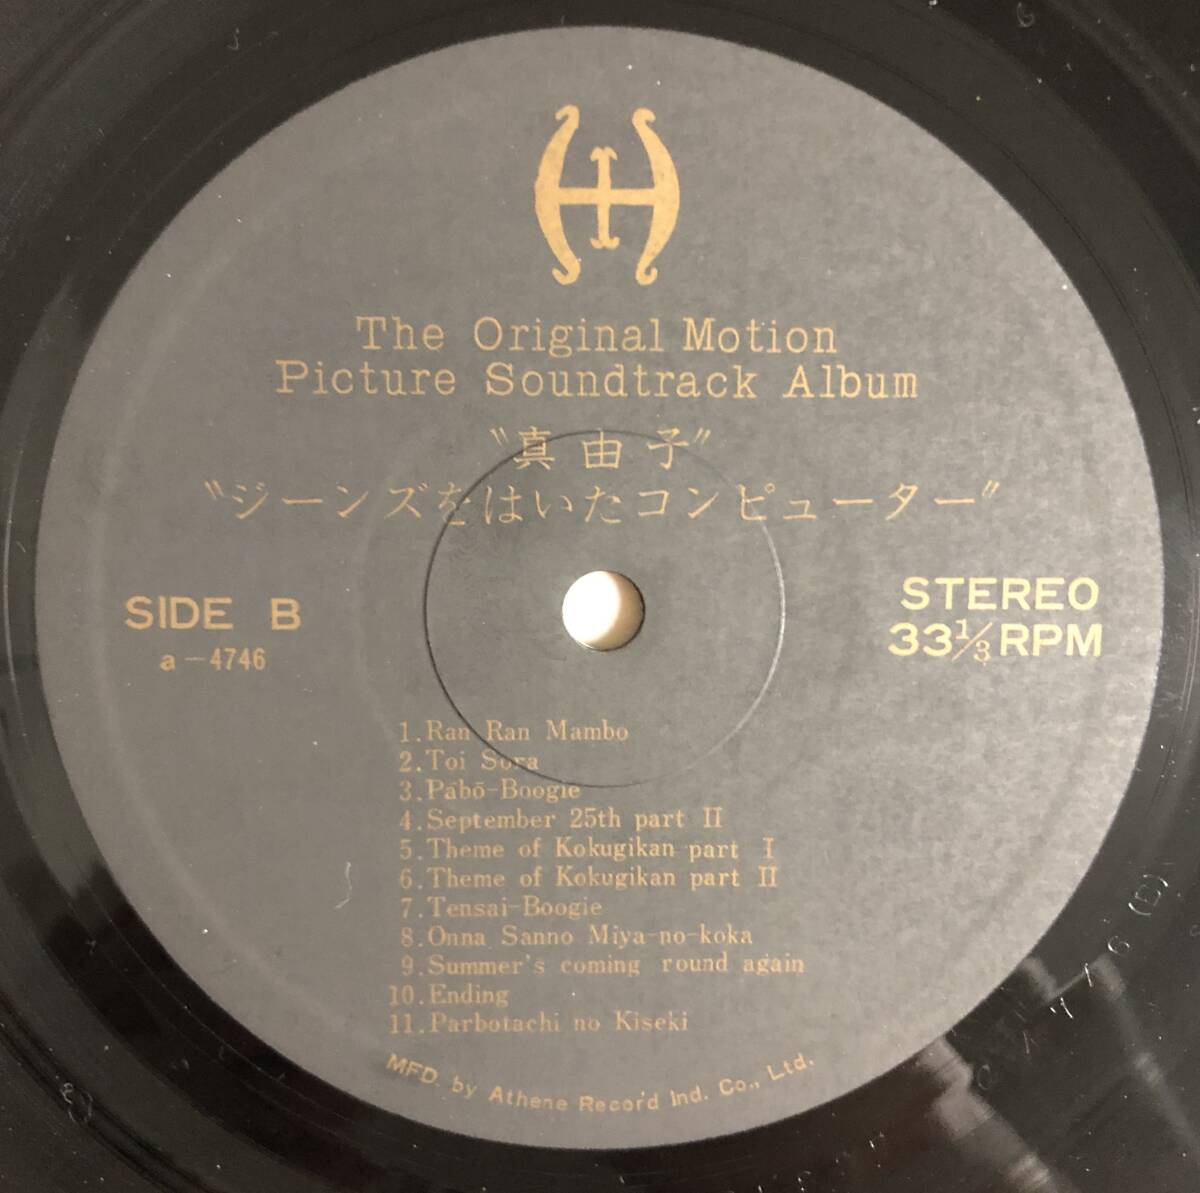 The Original Motion
Picture Soundtrack Album
〝真由子〟
〝ジーンズをはいたコンピューター〟
SIDE B
a－4746
STEREO
33⅓ RPM
1. Ran Ran Mambo
2. Toi Sora
3. Pābō-Boogie
4. September 25th part Ⅱ
5. Theme of Kokugikan part Ⅰ
6. Theme of Kokugikan part Ⅱ
7. Tensai-Boogie
8. Onna Sanno Miya-no-koka
9. Summer's coming round again
10. Ending
11. Parbotachi no Kiseki
MFD. by Athene Record Ind. Co., Ltd.